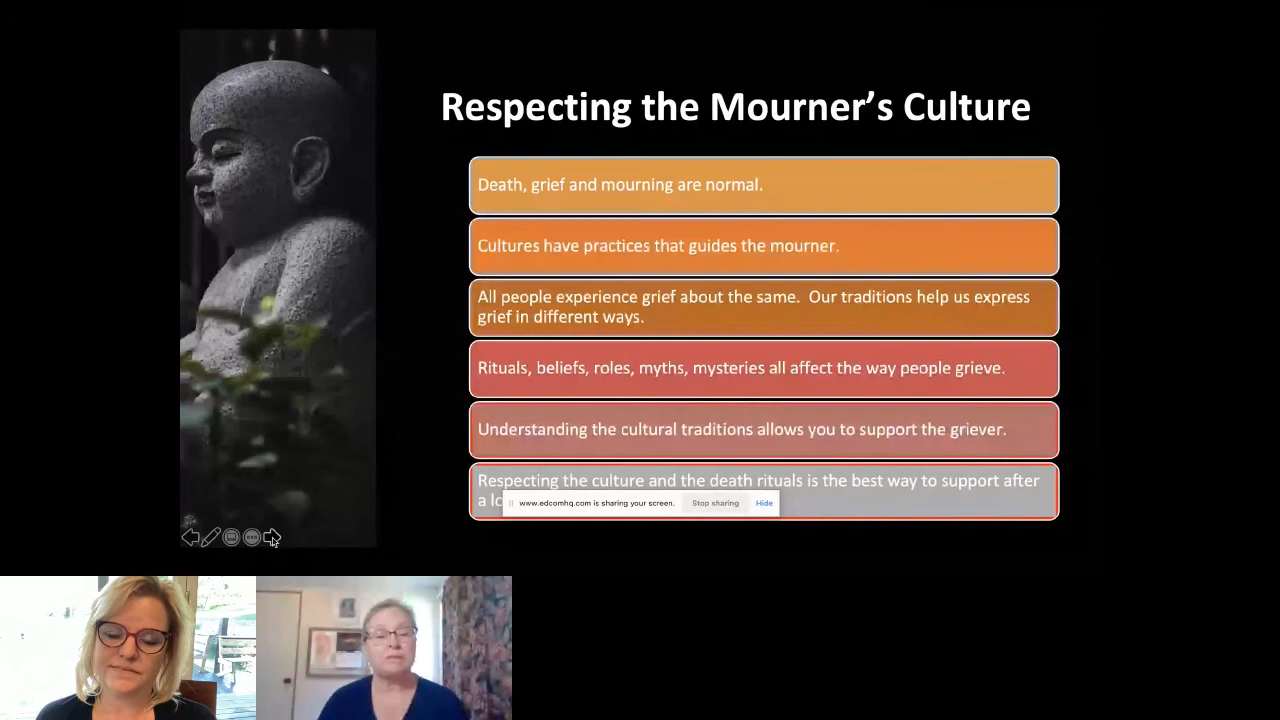 Respecting the Mourner's Culture
Death, grief and mourning are normal.
Cultures have practices that guides the mourner.
All people experience grief about the same.  Our traditions help us express
grief in different ways.
Rituals, beliefs, roles, myths, mysteries all affect the way people grieve.
Understanding the cultural traditions allows you to support the griever.
Respecting the culture and the death rituals is the best way to support after
a
www.edcomhq.com is sharing your screen. Stop sharing Hide